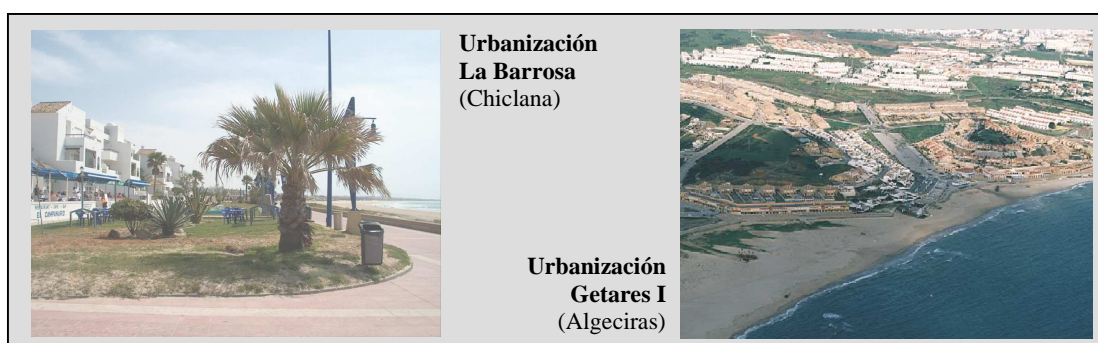 Urbanización
La Barrosa
(Chiclana)
Urbanización
Getares I
(Algeciras)